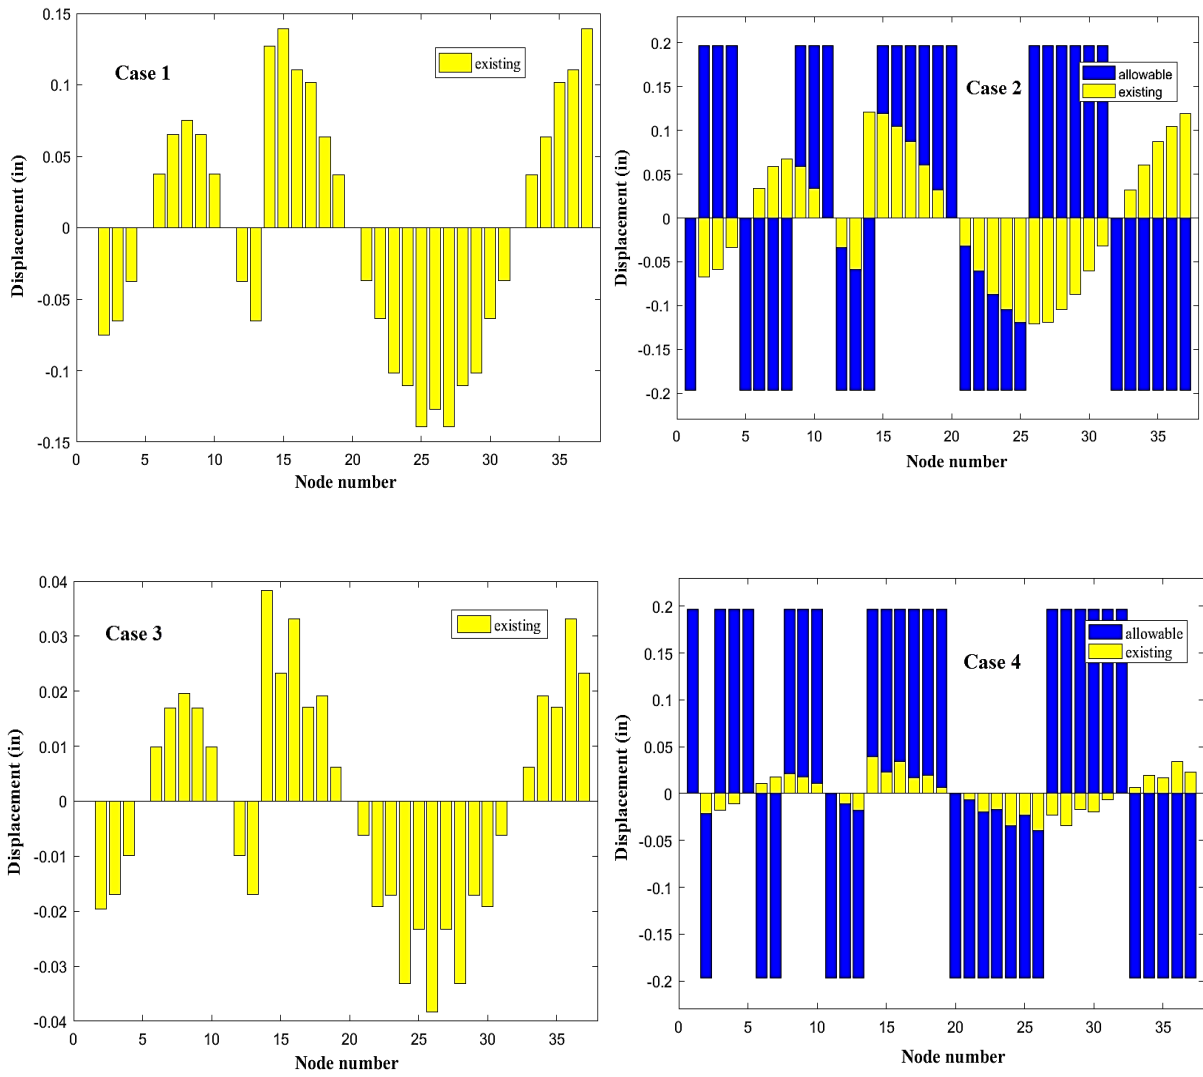 0.15
0.1
0.05
0
-0.05
-0.1
-0.15
Displacement (in)
Case 1
existing
0 5 10 15 20 25 30 35
Node number
0.2
0.15
0.1
0.05
0
-0.05
-0.1
-0.15
-0.2
Displacement (in)
Case 2
allowable
existing
0 5 10 15 20 25 30 35
Node number
0.04
0.03
0.02
0.01
0
-0.01
-0.02
-0.03
-0.04
Displacement (in)
Case 3
existing
0 5 10 15 20 25 30 35
Node number
0.2
0.15
0.1
0.05
0
-0.05
-0.1
-0.15
-0.2
Displacement (in)
Case 4
allowable
existing
0 5 10 15 20 25 30 35
Node number